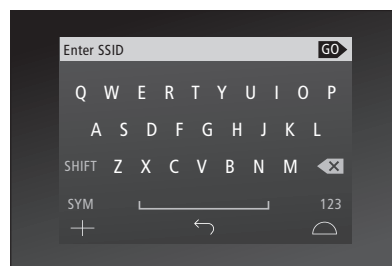 Enter SSID GO
Q W E R T Y U I O P
A S D F G H J K L
SHIFT Z X C V B N M
SYM 123